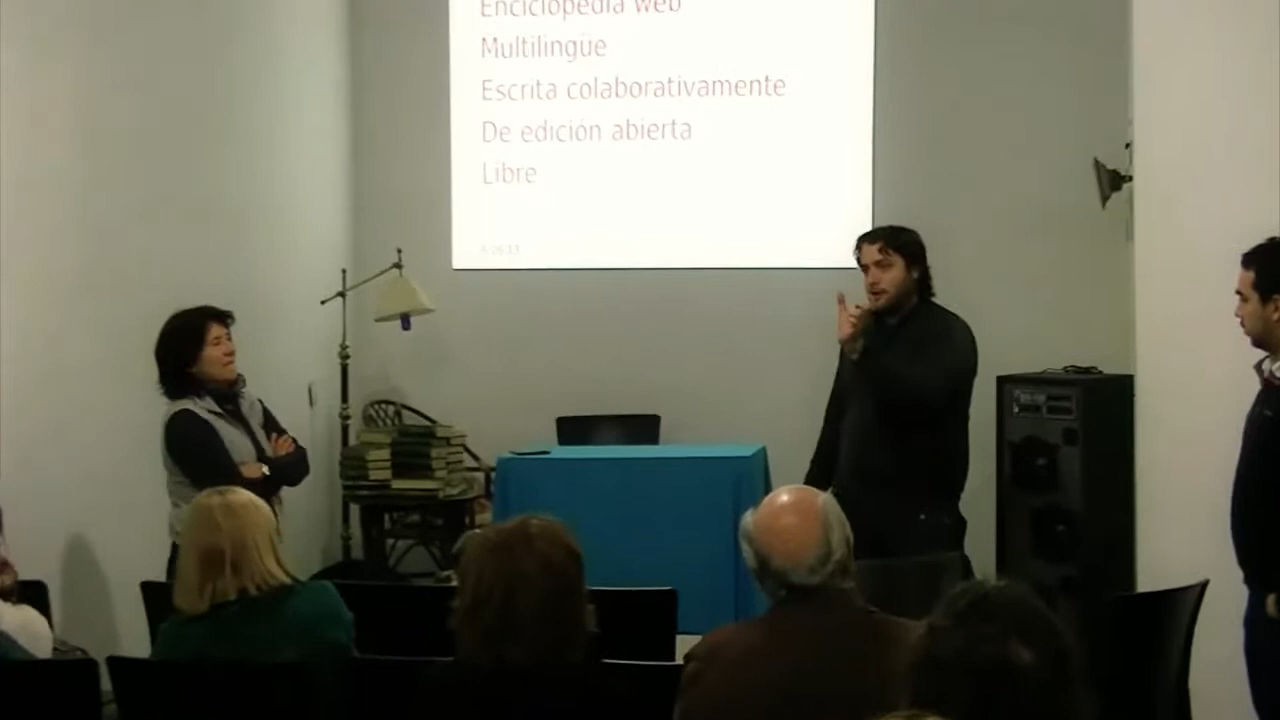 Enciclopedia web
Multilingüe
Escrita colaborativamente
De edición abierta
Libre